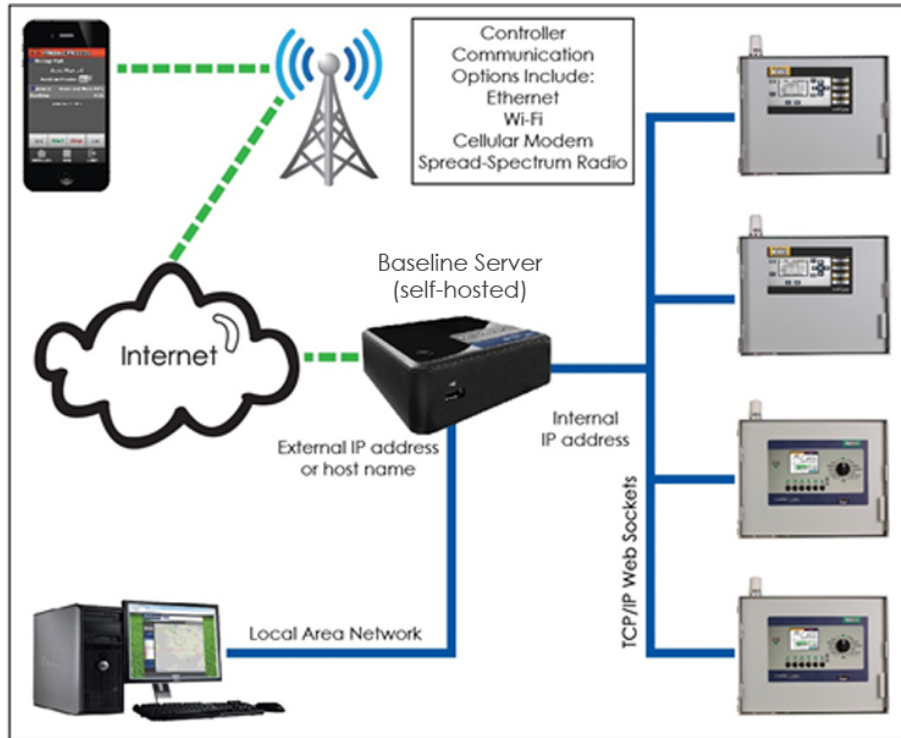 Controller
Communication
Options Include:
Ethernet
Wi-Fi
Cellular Modem
Spread-Spectrum Radio
Baseline Server
(self-hosted)
Internet
External IP address
or host name
Internal
IP address
TCP/IP Web Sockets
Local Area Network